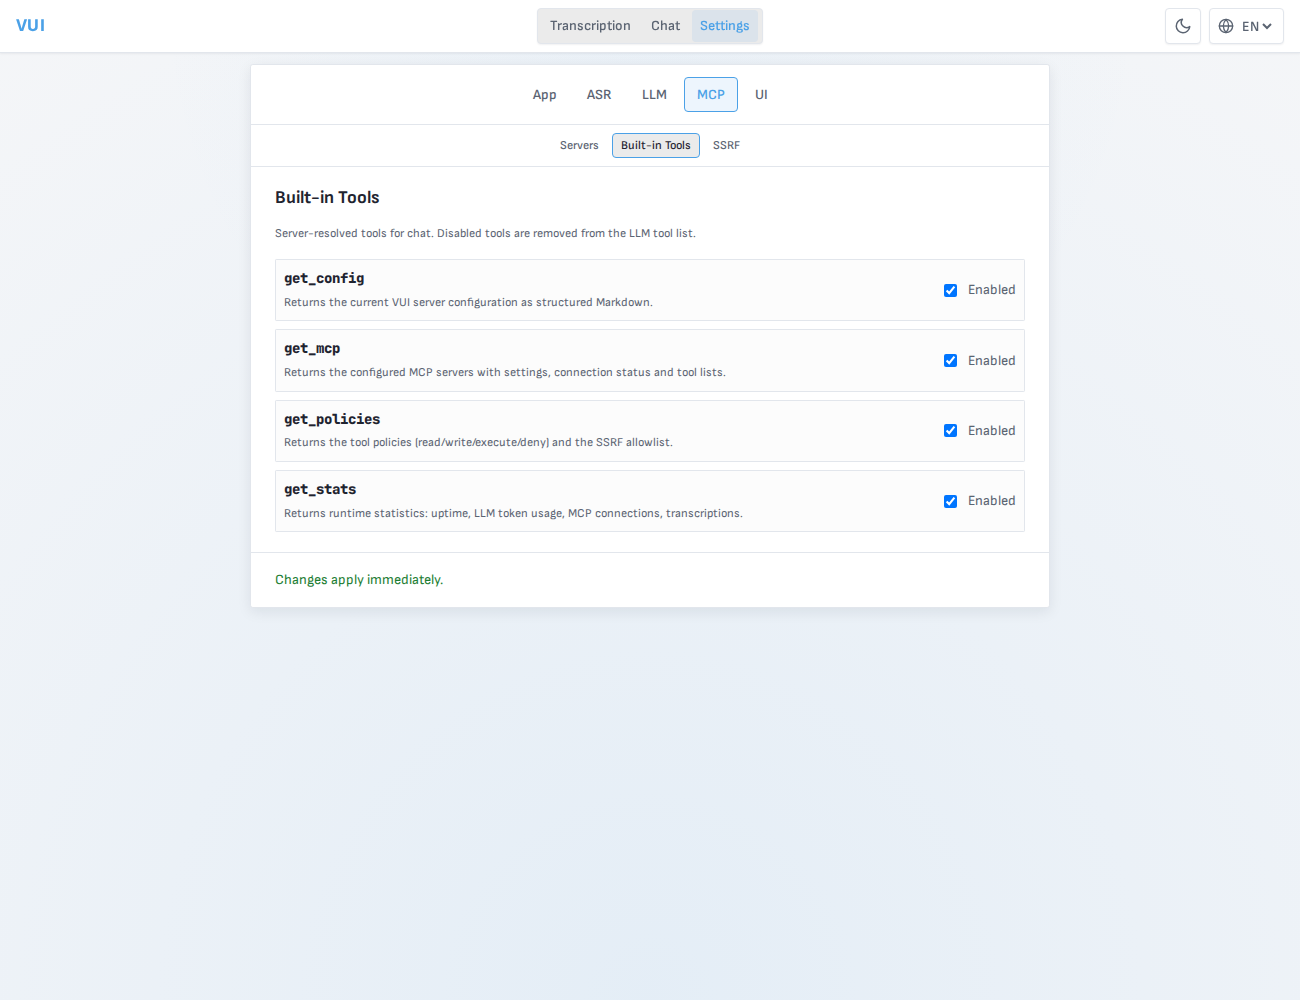 VUI
Transcription Chat Settings
EN
App ASR LLM MCP UI
Servers Built-in Tools SSRF
Built-in Tools
Server-resolved tools for chat. Disabled tools are removed from the LLM tool list.
get_config
Returns the current VUI server configuration as structured Markdown.
Enabled
get_mcp
Returns the configured MCP servers with settings, connection status and tool lists.
Enabled
get_policies
Returns the tool policies (read/write/execute/deny) and the SSRF allowlist.
Enabled
get_stats
Returns runtime statistics: uptime, LLM token usage, MCP connections, transcriptions.
Enabled
Changes apply immediately.